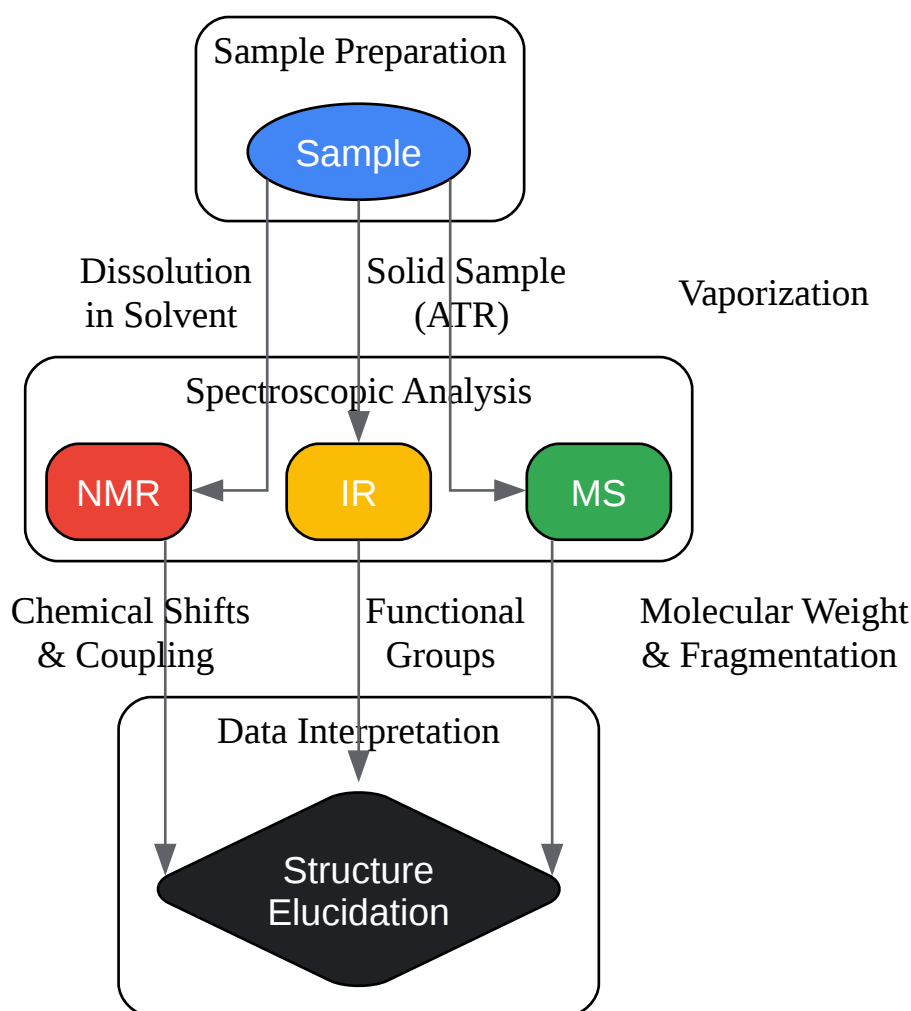 Sample Preparation
Sample
Dissolution
in Solvent
Solid Sample
(ATR)
Vaporization
Spectroscopic Analysis
NMR
IR
MS
Chemical Shifts
& Coupling
Functional
Groups
Molecular Weight
& Fragmentation
Data Interpretation
Structure
Elucidation